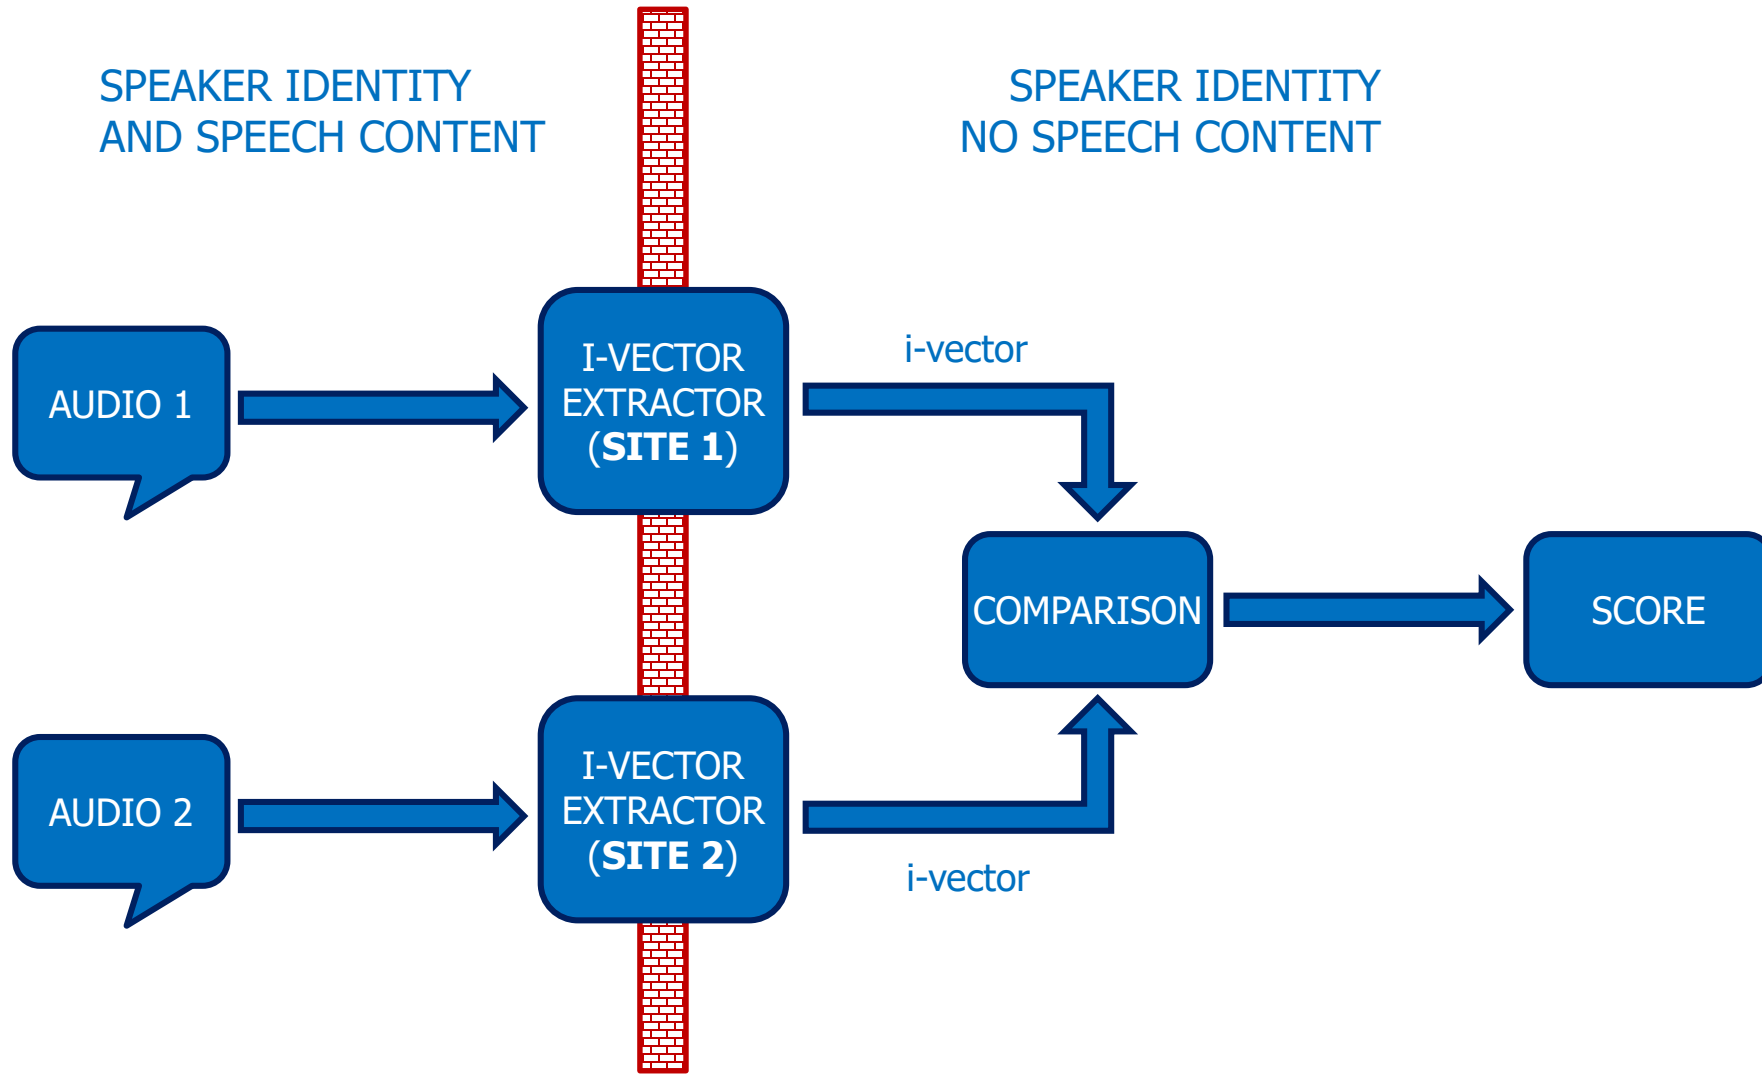 SPEAKER IDENTITY
AND SPEECH CONTENT
SPEAKER IDENTITY
NO SPEECH CONTENT
AUDIO 1
I-VECTOR
EXTRACTOR
(SITE 1)
i-vector
COMPARISON
SCORE
AUDIO 2
I-VECTOR
EXTRACTOR
(SITE 2)
i-vector